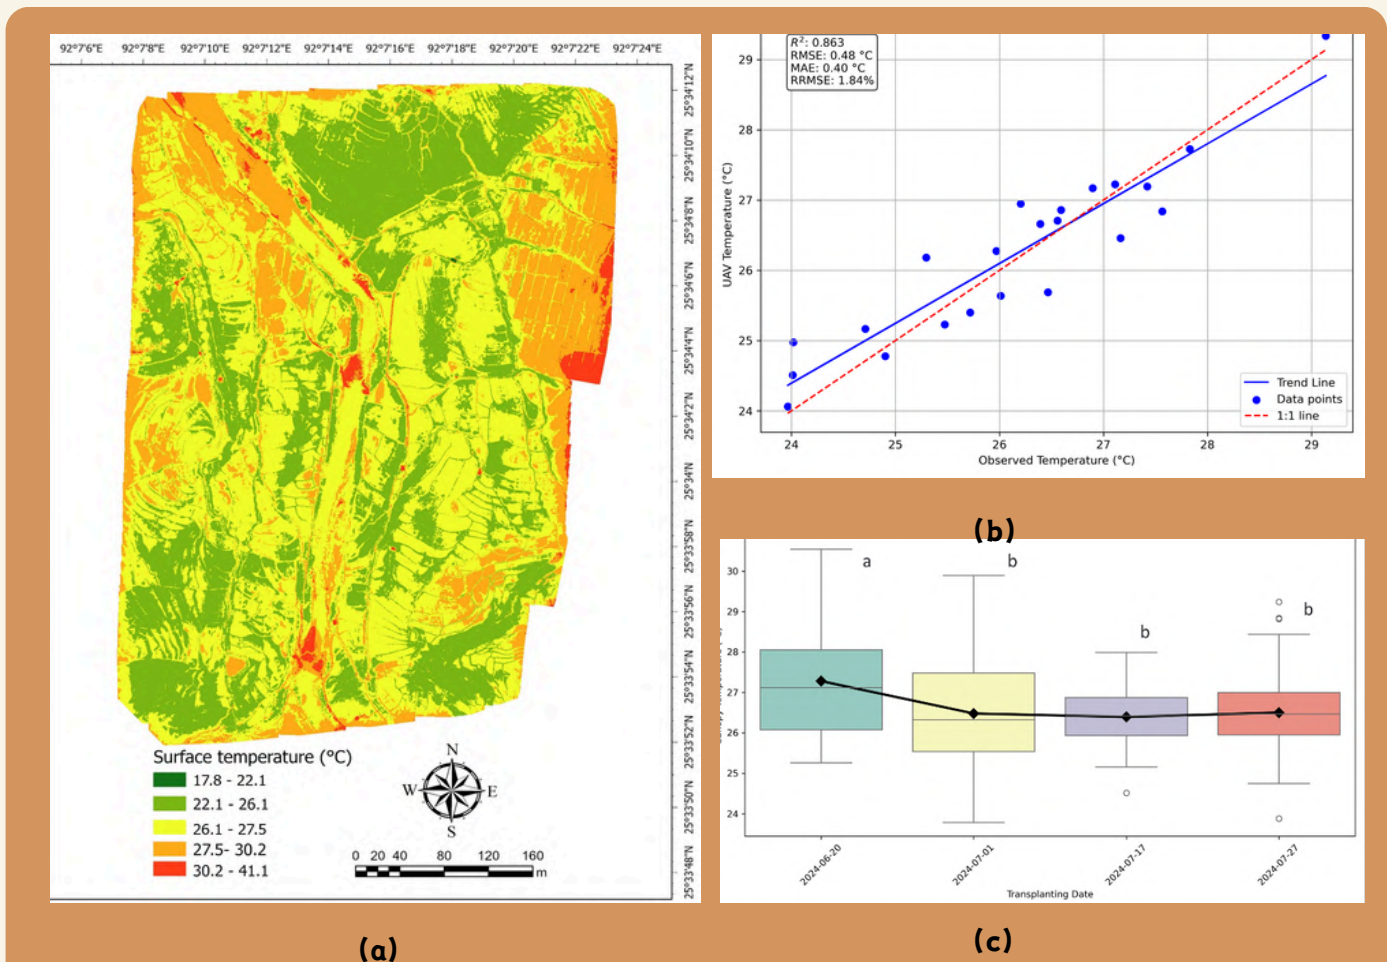 92°7'6"E 92°7'8"E 92°7'10"E 92°7'12"E 92°7'14"E 92°7'16"E 92°7'18"E 92°7'20"E 92°7'22"E 92°7'24"E
25°34'12"N
25°34'10"N
25°34'8"N
25°34'6"N
25°34'4"N
25°34'2"N
25°34'N
25°33'58"N
25°33'56"N
25°33'54"N
25°33'52"N
25°33'50"N
25°33'48"N
Surface temperature (°C)
17.8 - 22.1
22.1 - 26.1
26.1 - 27.5
27.5- 30.2
30.2 - 41.1
N
W E
S
0 20 40 80 120 160
m
(a)
R²: 0.863
RMSE: 0.48 °C
MAE: 0.40 °C
RRMSE: 1.84%
UAV Temperature (°C)
29
28
27
26
25
24
24 25 26 27 28 29
Observed Temperature (°C)
Trend Line
Data points
1:1 line
(b)
30
29
28
27
26
25
24
a
b
b
b
2024-06-20
2024-07-01
2024-07-17
2024-07-27
Transplanting Date
(c)